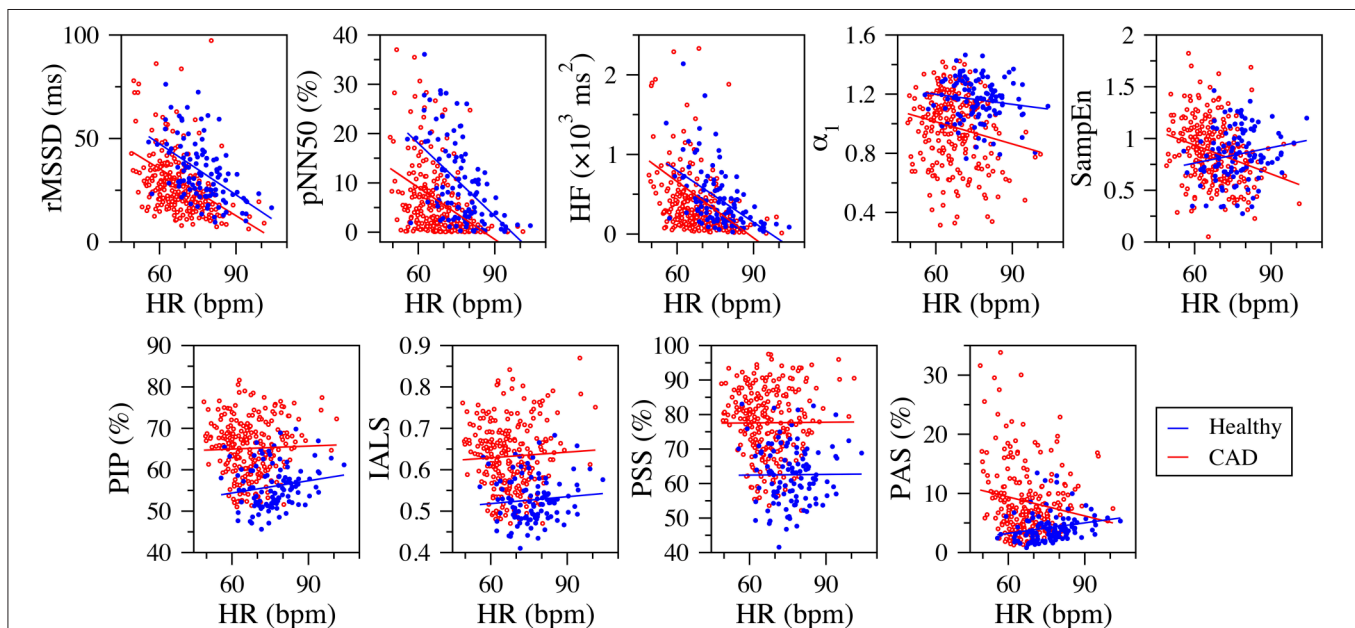 rMSSD (ms)
100
50
0
60 90
HR (bpm)
pNN50 (%)
40
30
20
10
0
60 90
HR (bpm)
HF (×10³ ms²)
2
1
0
60 90
HR (bpm)
α₁
1.6
1.2
0.8
0.4
60 90
HR (bpm)
SampEn
2
1.5
1
0.5
0
60 90
HR (bpm)
PIP (%)
90
80
70
60
50
40
60 90
HR (bpm)
IALS
0.9
0.8
0.7
0.6
0.5
0.4
60 90
HR (bpm)
PSS (%)
100
90
80
70
60
50
40
60 90
HR (bpm)
PAS (%)
30
20
10
0
60 90
HR (bpm)
Healthy
CAD